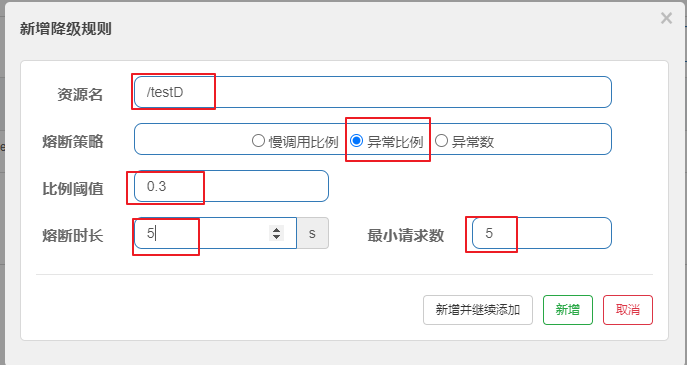 新增降级规则 ×
资源名 /testD
熔断策略 慢调用比例 异常比例 异常数
比例阈值 0.3
熔断时长 5 s 最小请求数 5
新增并继续添加 新增 取消